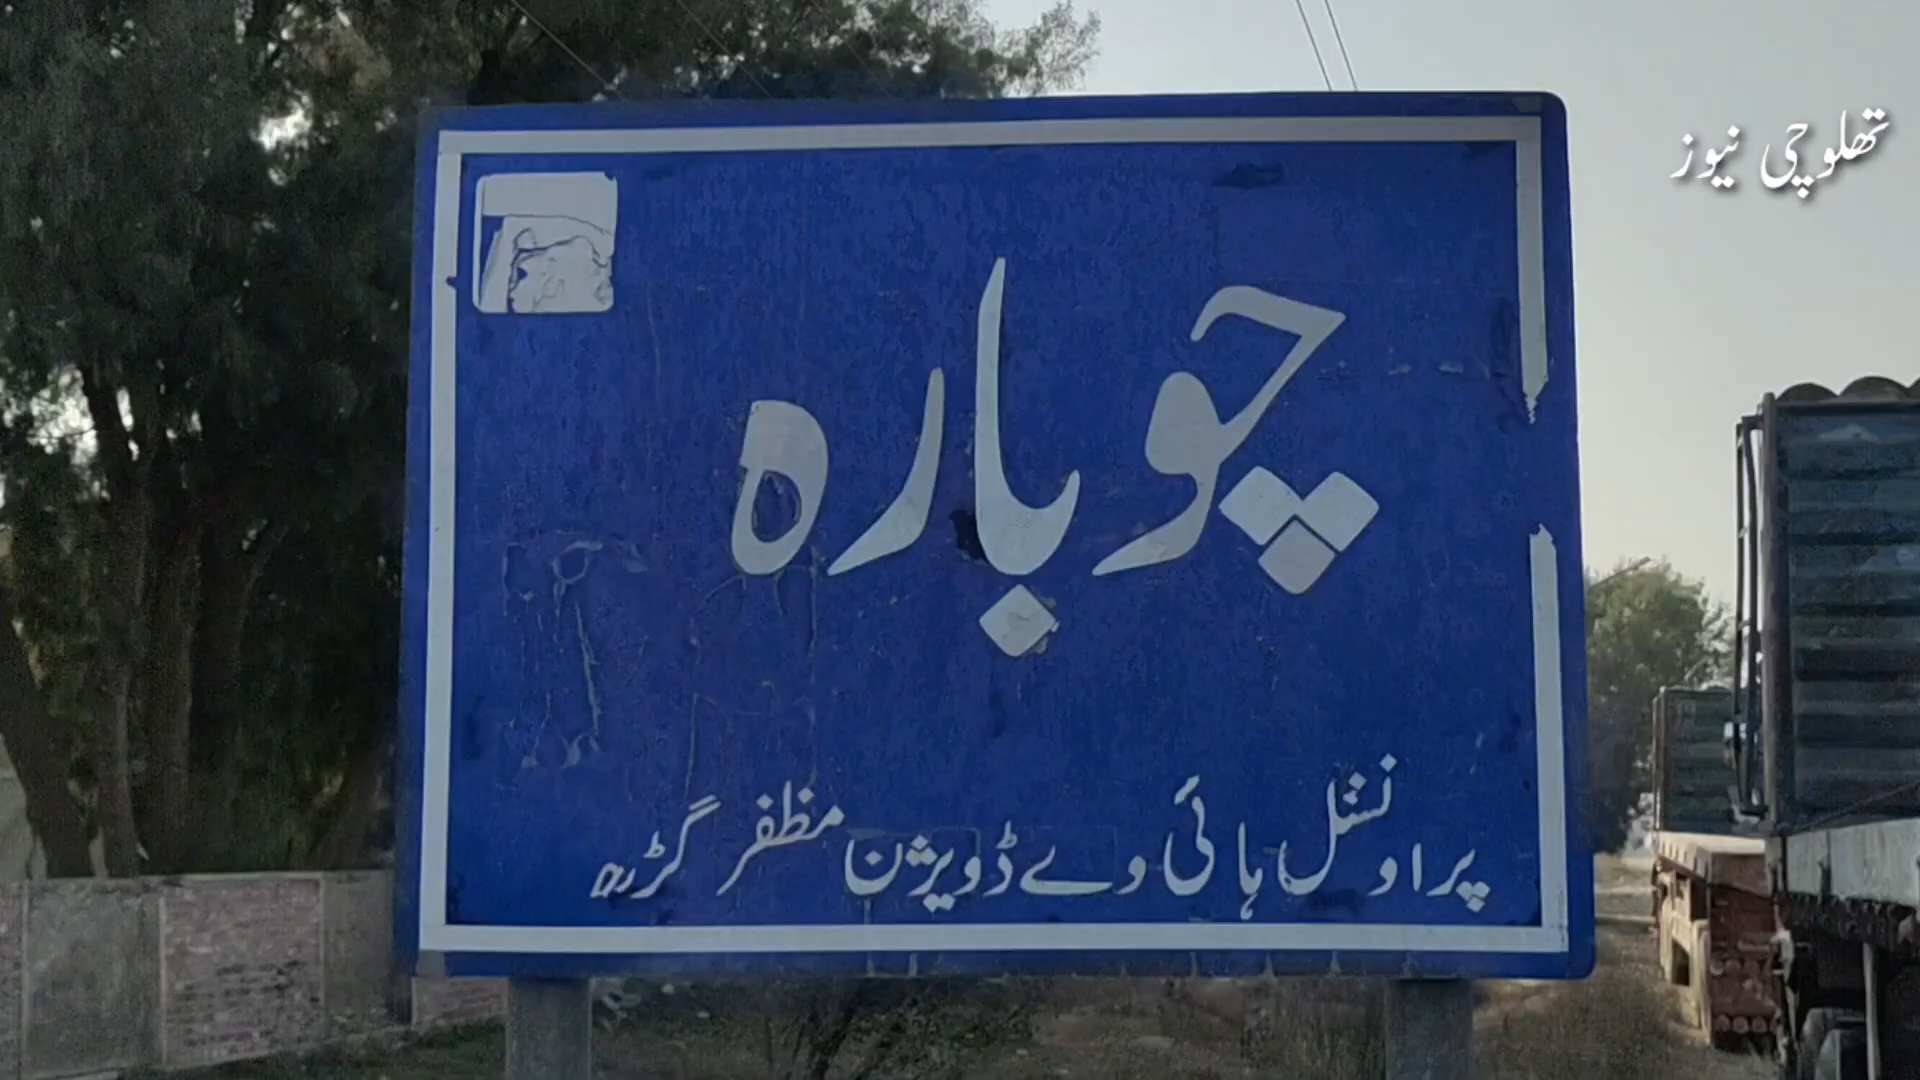 تھلوچی نیوز
چوبارہ
پراونشل ہائی وے ڈویژن مظفر گڑھ